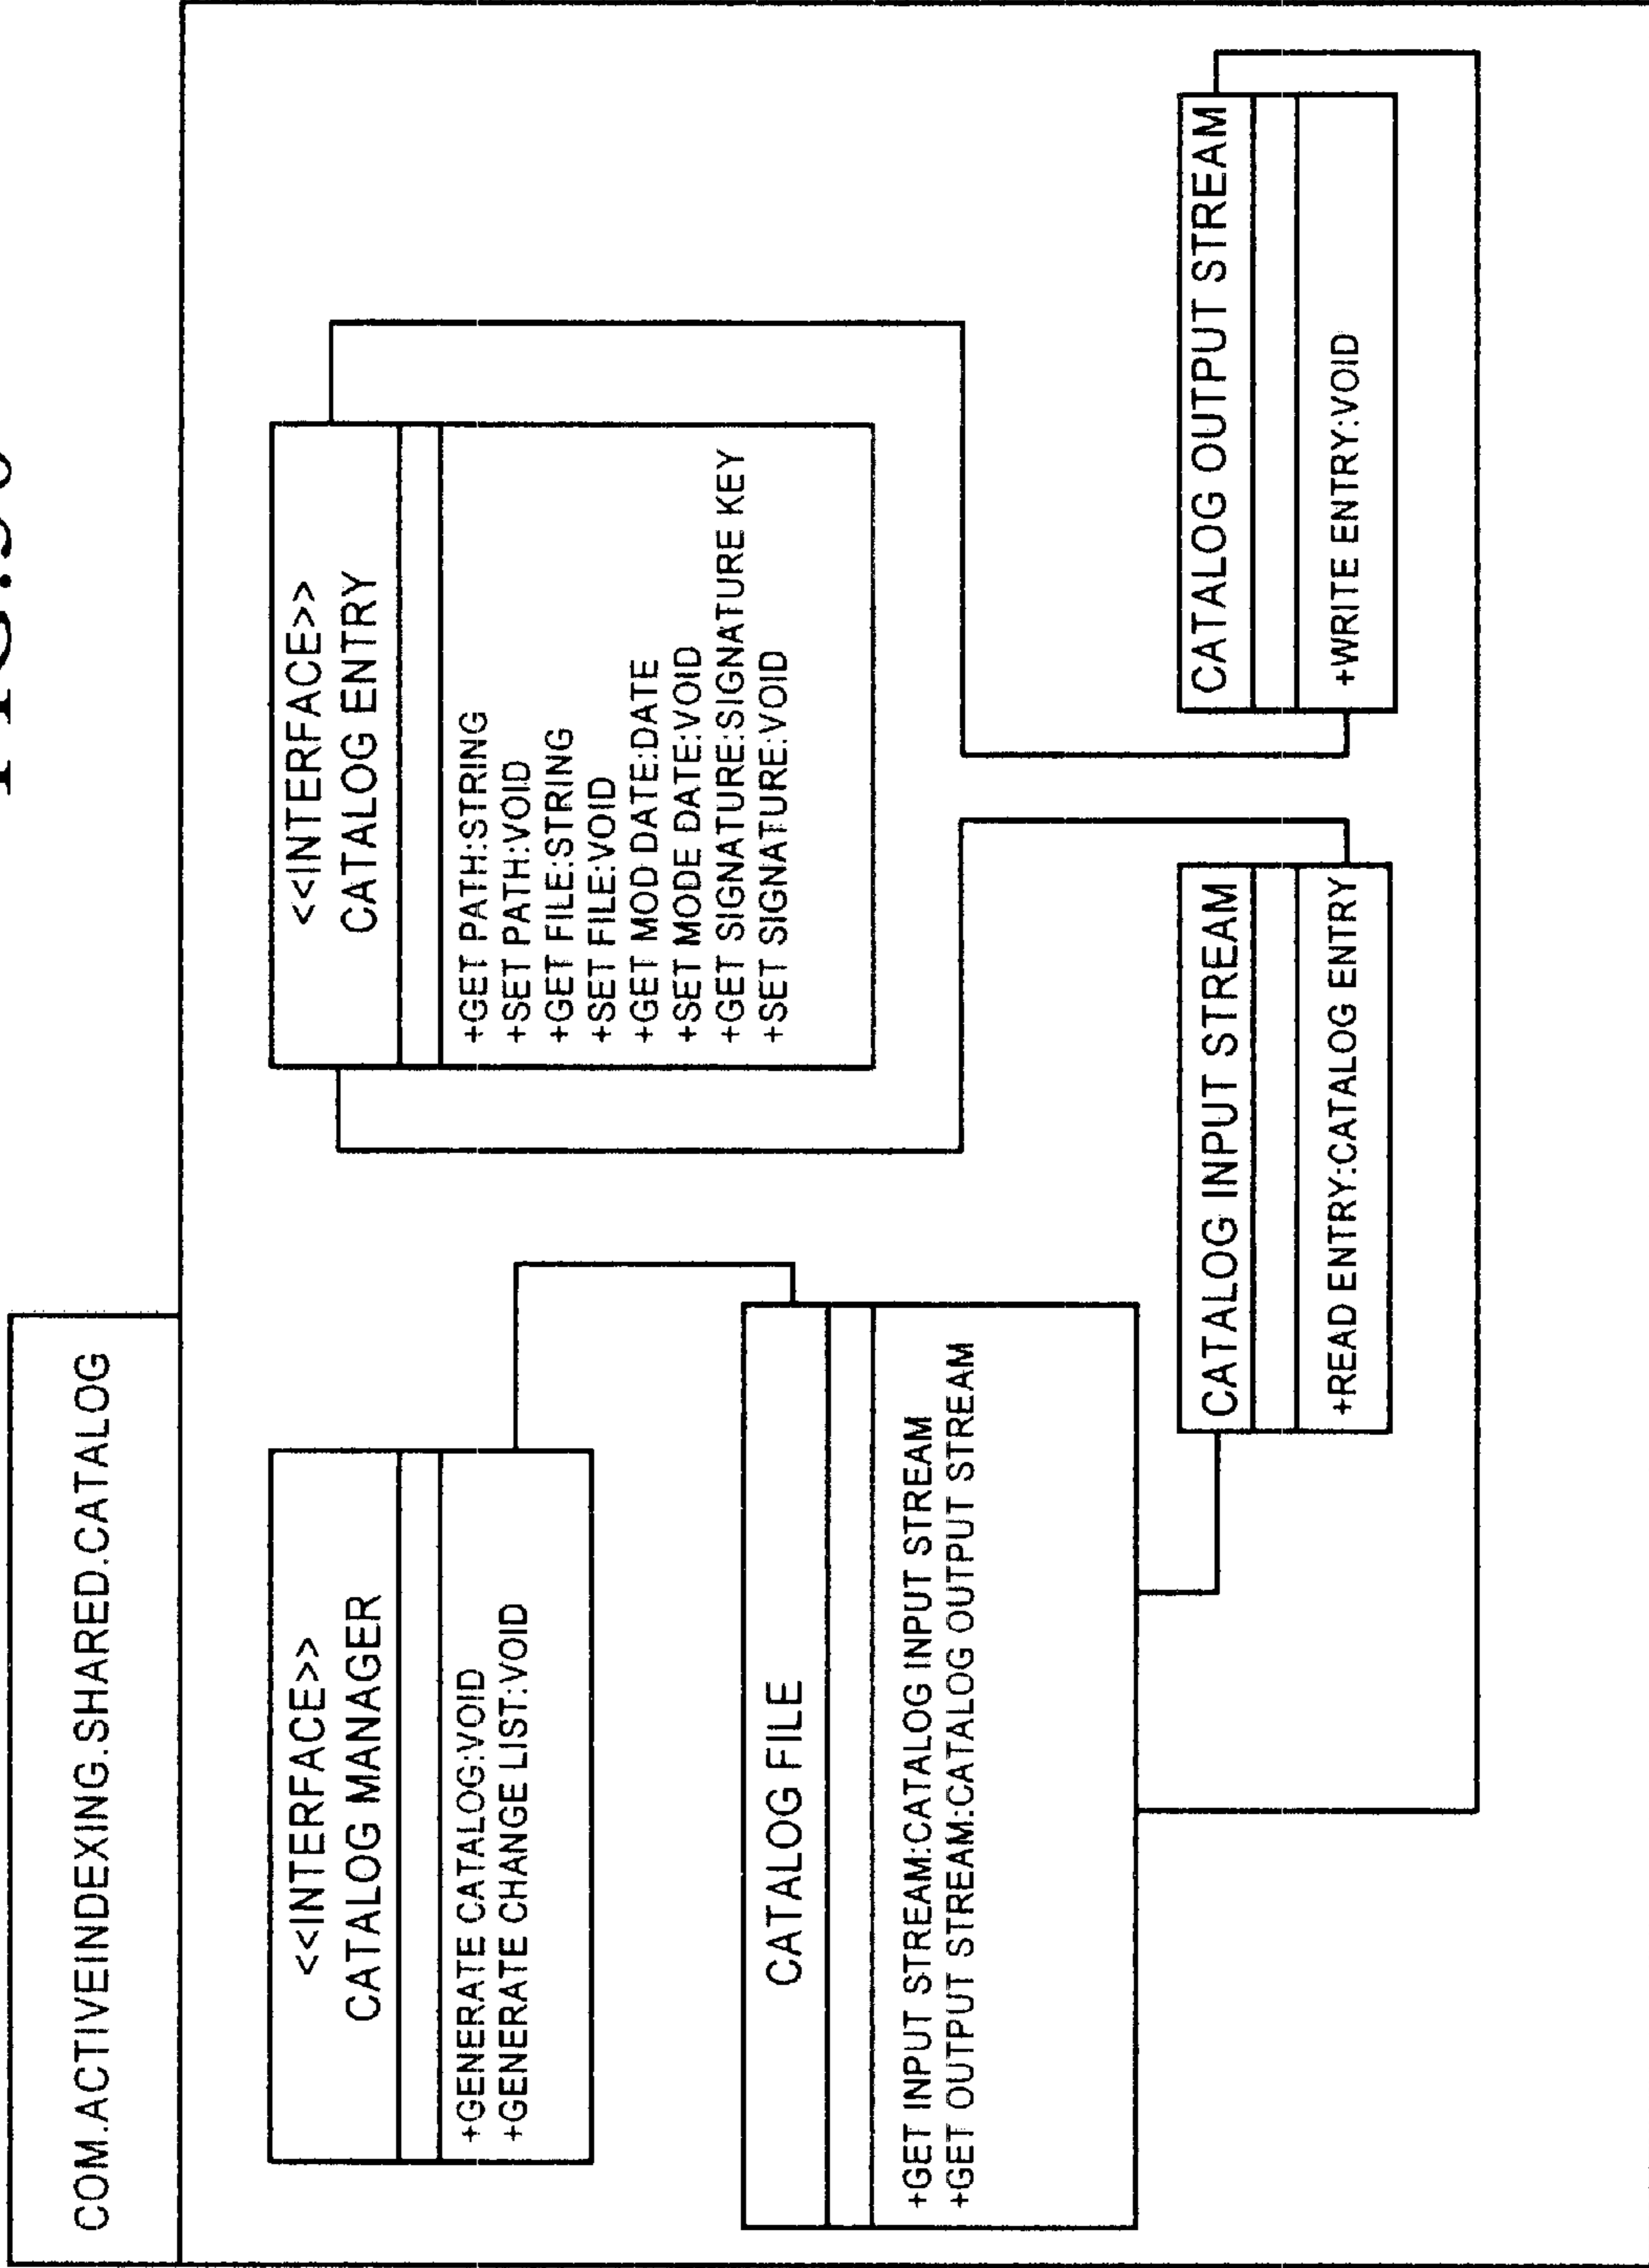 COM.ACTIVEINDEXING.SHARED.CATALOG
<<INTERFACE>>
CATALOG MANAGER
+GENERATE CATALOG:VOID
+GENERATE CHANGE LIST:VOID
<<INTERFACE>>
CATALOG ENTRY
+GET PATH:STRING
+SET PATH:VOID
+GET FILE:STRING
+SET FILE:VOID
+GET MOD DATE:DATE
+SET MODE DATE:VOID
+GET SIGNATURE:SIGNATURE KEY
+SET SIGNATURE:VOID
CATALOG FILE
+GET INPUT STREAM:CATALOG INPUT STREAM
+GET OUTPUT STREAM:CATALOG OUTPUT STREAM
CATALOG INPUT STREAM
+READ ENTRY:CATALOG ENTRY
CATALOG OUTPUT STREAM
+WRITE ENTRY:VOID